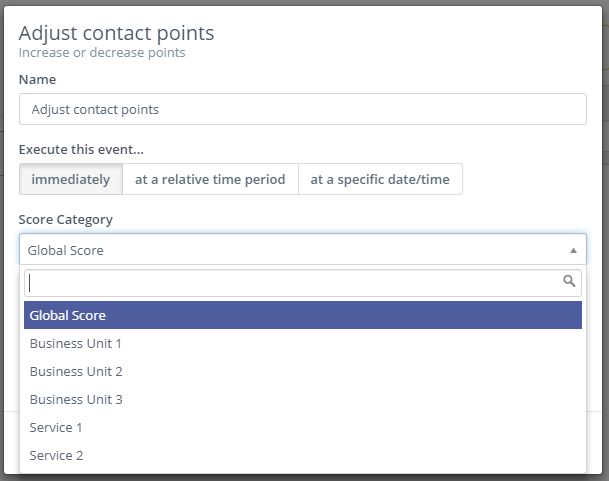 Adjust contact points
Increase or decrease points
Name
Adjust contact points
Execute this event...
immediately at a relative time period at a specific date/time
Score Category
Global Score
Global Score
Business Unit 1
Business Unit 2
Business Unit 3
Service 1
Service 2